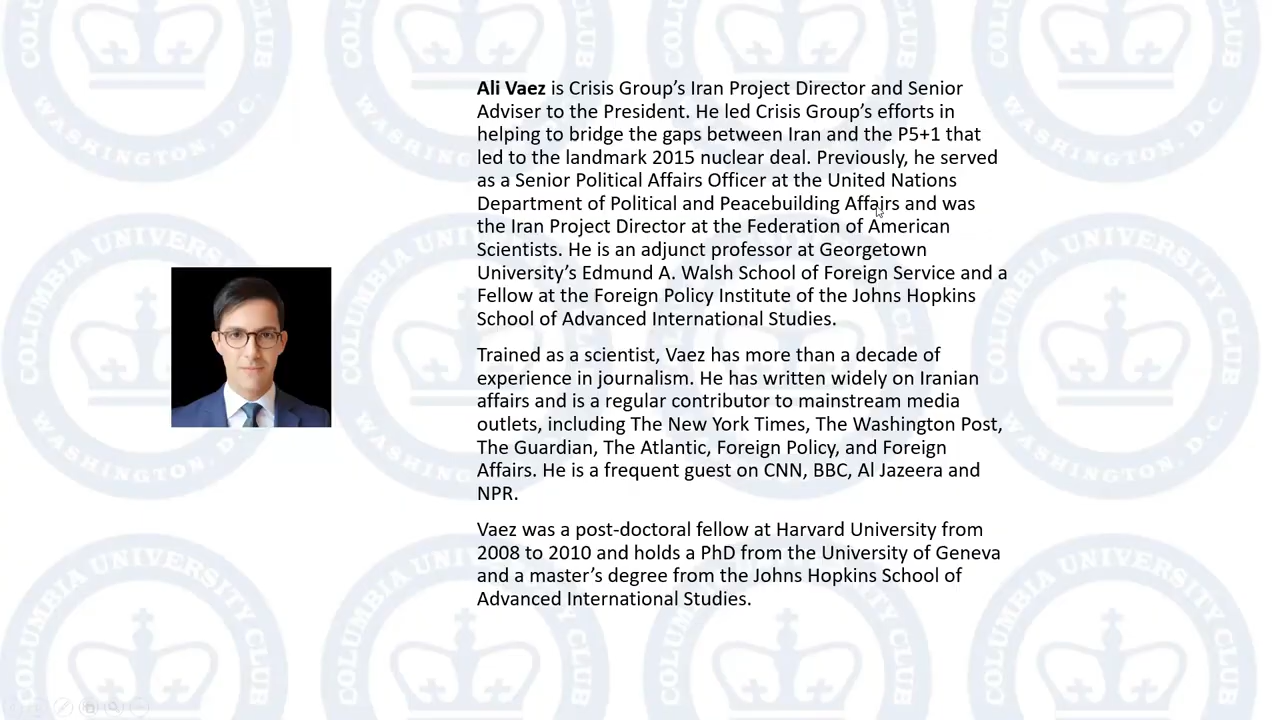 Ali Vaez is Crisis Group’s Iran Project Director and Senior
Adviser to the President. He led Crisis Group’s efforts in
helping to bridge the gaps between Iran and the P5+1 that
led to the landmark 2015 nuclear deal. Previously, he served
as a Senior Political Affairs Officer at the United Nations
Department of Political and Peacebuilding Affairs and was
the Iran Project Director at the Federation of American
Scientists. He is an adjunct professor at Georgetown
University’s Edmund A. Walsh School of Foreign Service and a
Fellow at the Foreign Policy Institute of the Johns Hopkins
School of Advanced International Studies.
Trained as a scientist, Vaez has more than a decade of
experience in journalism. He has written widely on Iranian
affairs and is a regular contributor to mainstream media
outlets, including The New York Times, The Washington Post,
The Guardian, The Atlantic, Foreign Policy, and Foreign
Affairs. He is a frequent guest on CNN, BBC, Al Jazeera and
NPR.
Vaez was a post-doctoral fellow at Harvard University from
2008 to 2010 and holds a PhD from the University of Geneva
and a master’s degree from the Johns Hopkins School of
Advanced International Studies.
COLUMBIA UNIVERSITY CLUB
WASHINGTON, D.C.